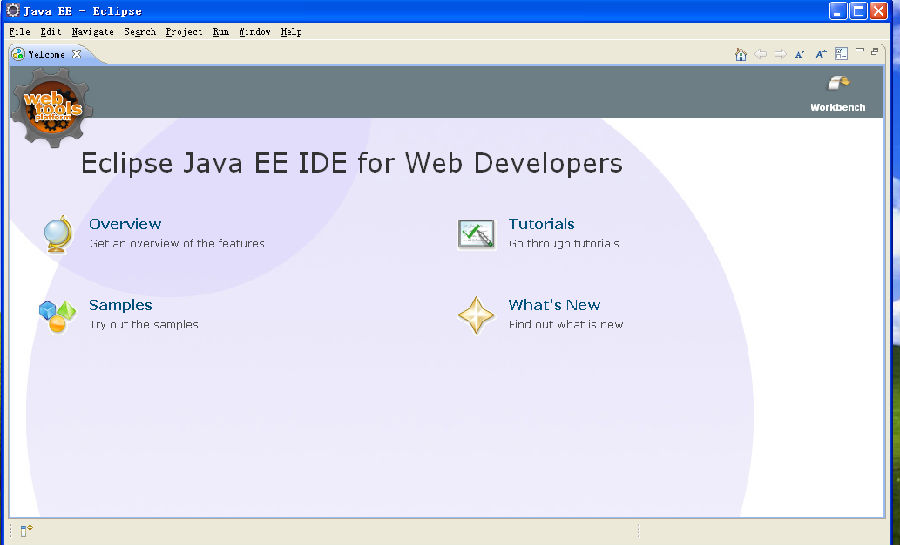 Java EE - Eclipse
File Edit Navigate Search Project Run Window Help
Welcome
web
tools
platform
Workbench
Eclipse Java EE IDE for Web Developers
Overview
Get an overview of the features
Tutorials
Go through tutorials
Samples
Try out the samples
What's New
Find out what is new